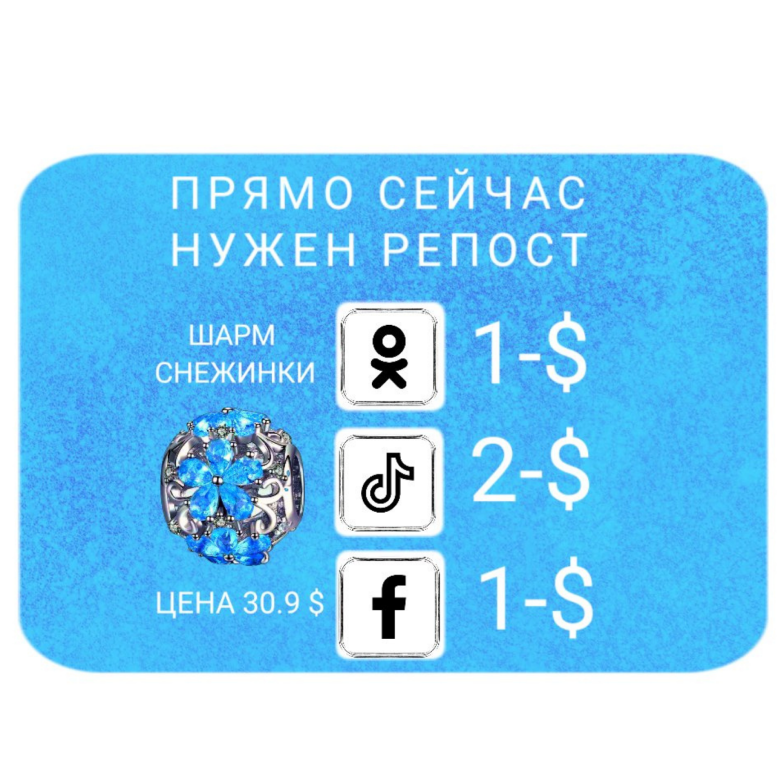 ПРЯМО СЕЙЧАС
НУЖЕН РЕПОСТ
ШАРМ
СНЕЖИНКИ
1-$
2-$
ЦЕНА 30.9 $
1-$